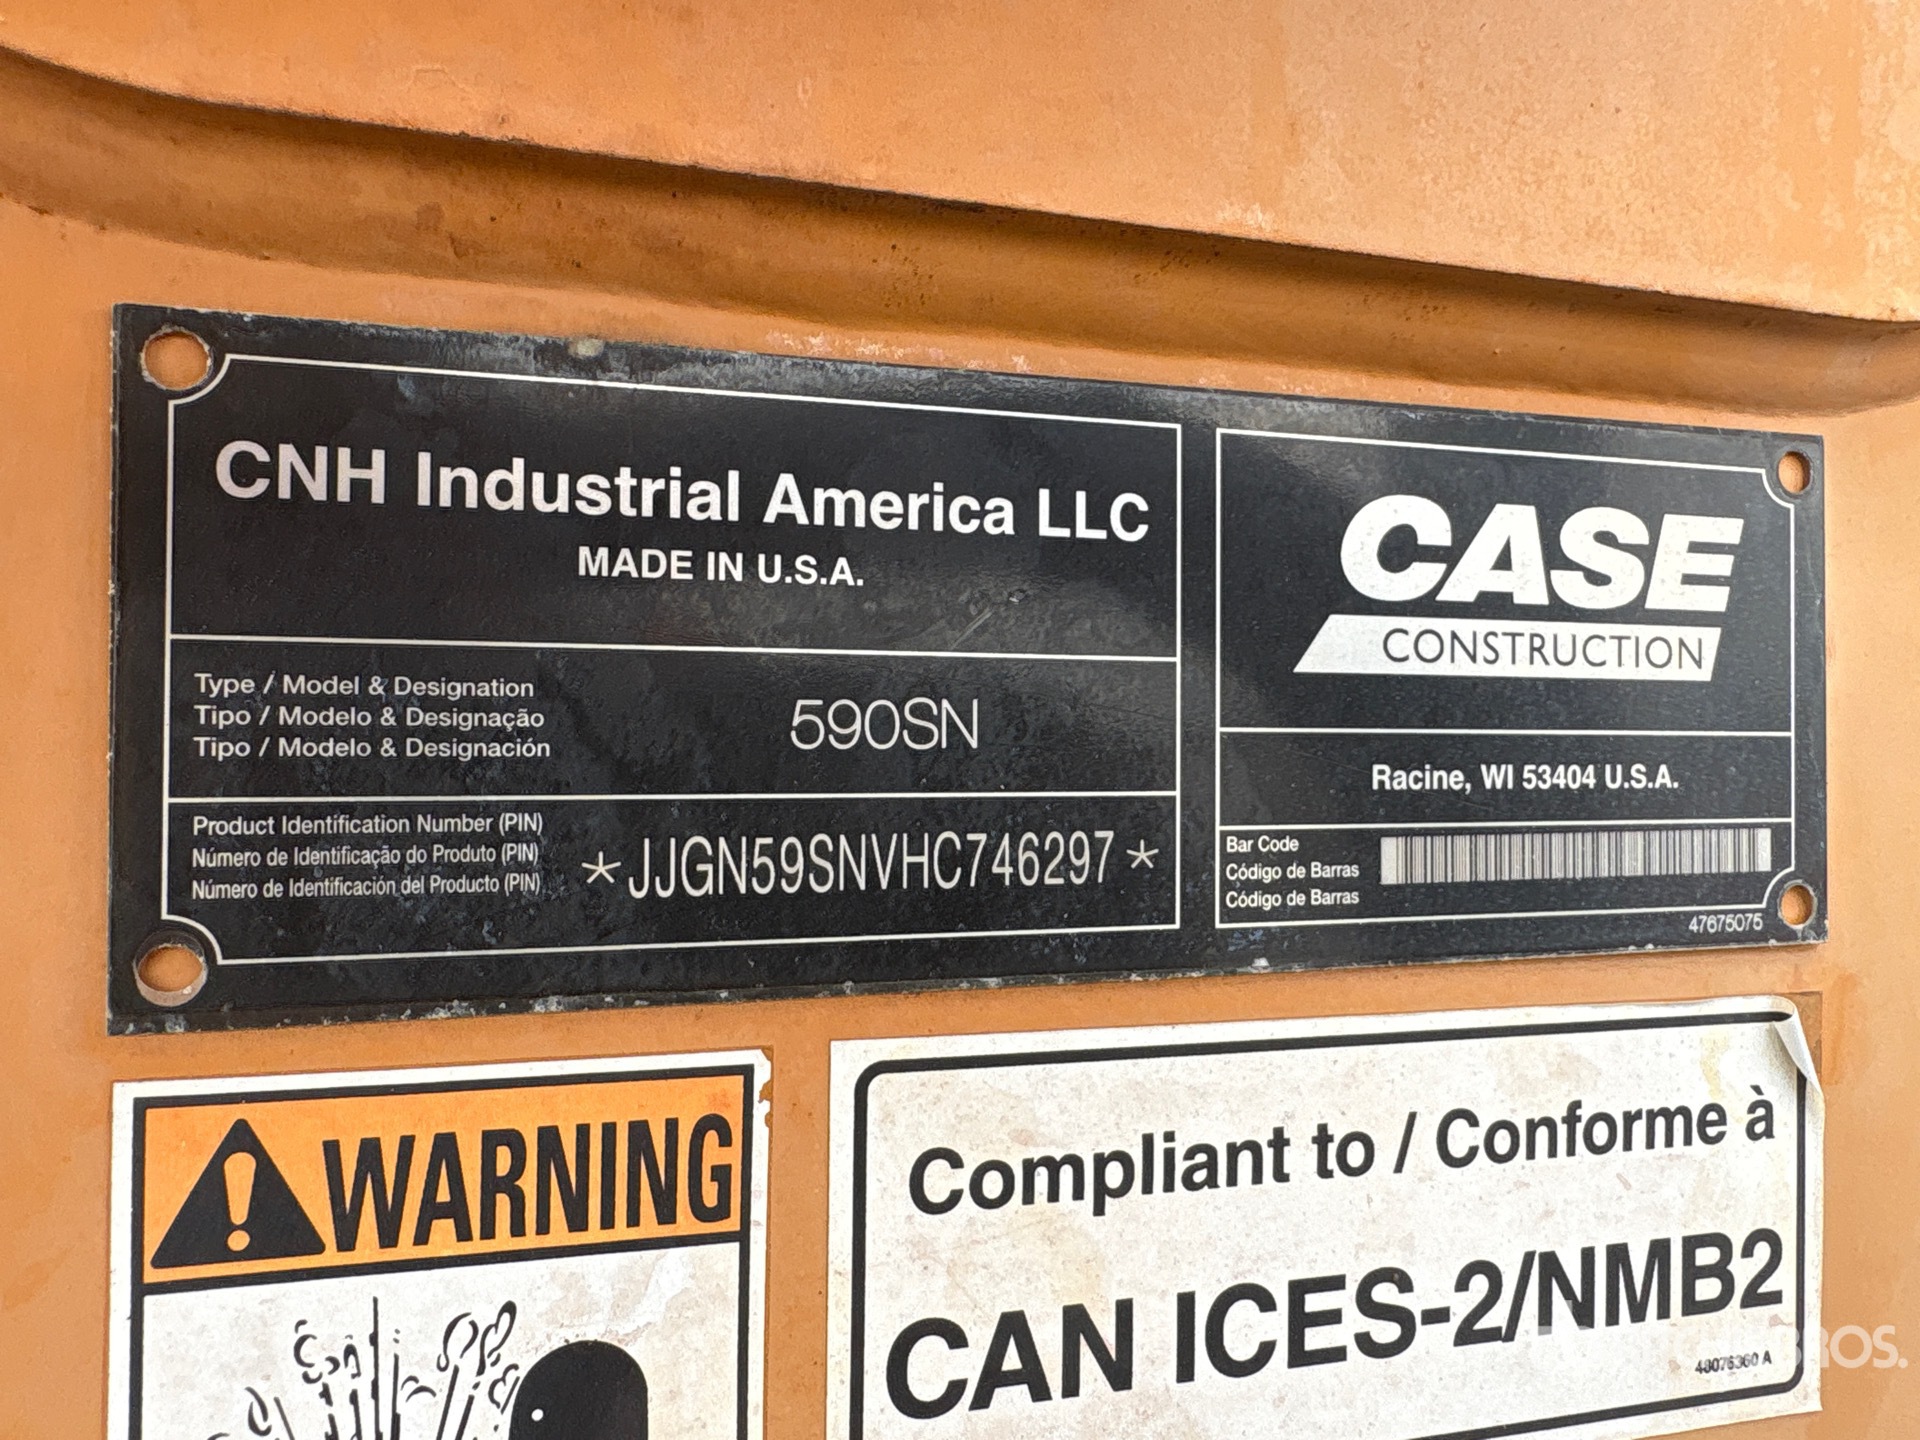 CNH Industrial America LLC
MADE IN U.S.A.
Type / Model & Designation
Tipo / Modelo & Designação
Tipo / Modelo & Designación
590SN
Product Identification Number (PIN)
Número de Identificação do Produto (PIN)
Número de Identificación del Producto (PIN)
*JJGN59SNVHC746297*
CASE
CONSTRUCTION
Racine, WI 53404 U.S.A.
Bar Code
Código de Barras
Código de Barras
47675075
WARNING
Compliant to / Conforme à
CAN ICES-2/NMB2
48076360 A
BROS.